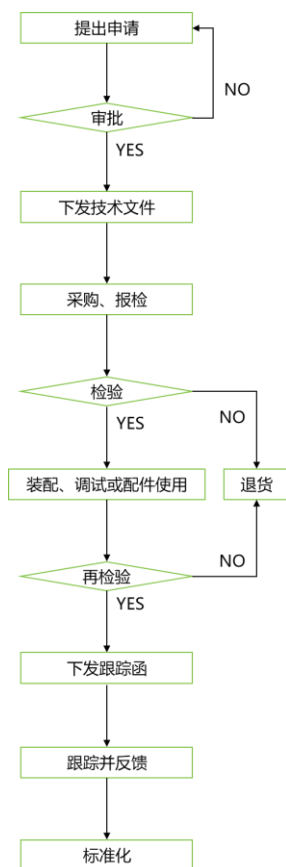 提出申请
NO
审批
YES
下发技术文件
采购、报检
检验
YES
NO
装配、调试或配件使用
退货
NO
再检验
YES
下发跟踪函
跟踪并反馈
标准化